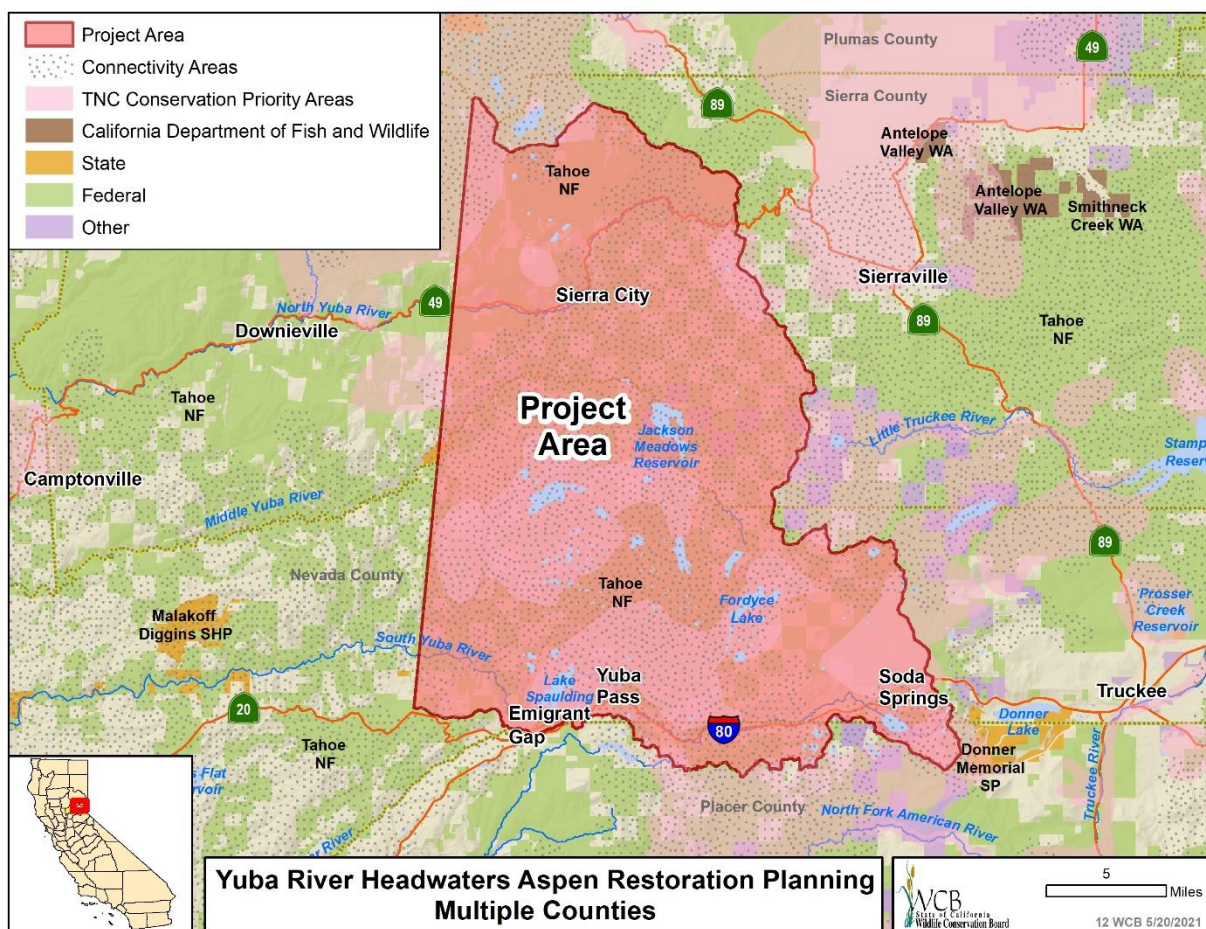 Project Area
Connectivity Areas
TNC Conservation Priority Areas
California Department of Fish and Wildlife
State
Federal
Other
Plumas County
49
89
Sierra County
Antelope
Valley WA
Tahoe
NF
Antelope
Valley WA
Smithneck
Creek WA
Sierraville
Sierra City
49
North Yuba River
Downieville
89
Tahoe
NF
Tahoe
NF
Project
Area
Jackson
Meadows
Reservoir
Little Truckee River
Camptonville
Middle Yuba River
89
Nevada County
Tahoe
NF
Fordyce
Lake
Prosser
Creek
Reservoir
Malakoff
Diggins SHP
South Yuba River
Lake
Spaulding
Yuba
Pass
Soda
Springs
Truckee
20
Emigrant
Gap
80
Donner
Lake
Tahoe
NF
Donner
Memorial
SP
Truckee River
Placer County
North Fork American River
Flat
River
Yuba River Headwaters Aspen Restoration Planning
Multiple Counties
WCB
State of California
Wildlife Conservation Board
5
Miles
12 WCB 5/20/2021